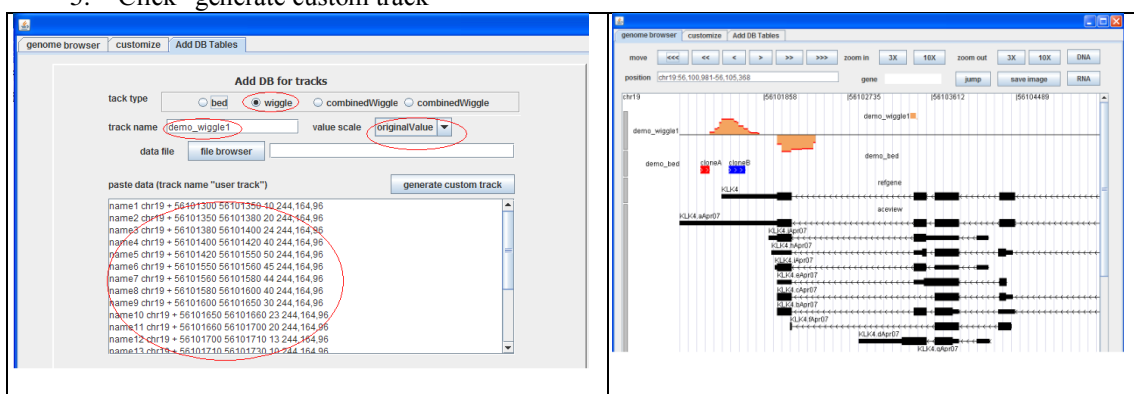 5. Click "generate custom track"
genome browser customize Add DB Tables
Add DB for tracks
tack type bed wiggle combinedWiggle combinedWiggle
track name demo_wiggle1 value scale originalValue
data file file browser
paste data (track name "user track") generate custom track
name1 chr19 + 56101300 56101350 10 244,164,96
name2 chr19 + 56101350 56101380 20 244,164,96
name3 chr19 + 56101380 56101400 24 244,164,96
name4 chr19 + 56101400 56101420 40 244,164,96
name5 chr19 + 56101420 56101550 50 244,164,96
name6 chr19 + 56101550 56101560 45 244,164,96
name7 chr19 + 56101560 56101580 44 244,164,96
name8 chr19 + 56101580 56101600 40 244,164,96
name9 chr19 + 56101600 56101650 30 244,164,96
name10 chr19 + 56101650 56101660 23 244,164,96
name11 chr19 + 56101660 56101700 20 244,164,96
name12 chr19 + 56101700 56101710 13 244,164,96
name13 chr19 + 56101710 56101730 10 244,164,96
genome browser customize Add DB Tables
move <<< << < > >> >>> zoom in 3X 10X zoom out 3X 10X DNA
position chr19:56,100,981-56,105,368 gene jump save image RNA
chr19 |56101858 |56102735 |56103612 |56104489
demo_wiggle1
demo_wiggle1
demo_bed
demo_bed cloneA cloneB
refgene
KLK4
aceview
KLK4.aApr07
KLK4.jApr07
KLK4.hApr07
KLK4.iApr07
KLK4.eApr07
KLK4.cApr07
KLK4.bApr07
KLK4.fApr07
KLK4.dApr07
KLK4.gApr07